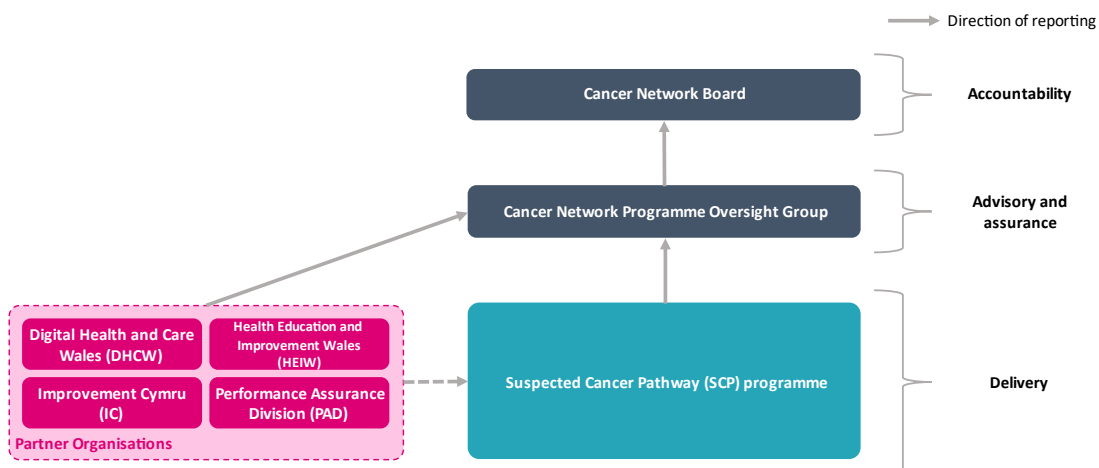 Direction of reporting
Cancer Network Board
Accountability
Cancer Network Programme Oversight Group
Advisory and
assurance
Digital Health and Care
Wales (DHCW)
Health Education and
Improvement Wales
(HEIW)
Improvement Cymru
(IC)
Performance Assurance
Division (PAD)
Partner Organisations
Suspected Cancer Pathway (SCP) programme
Delivery